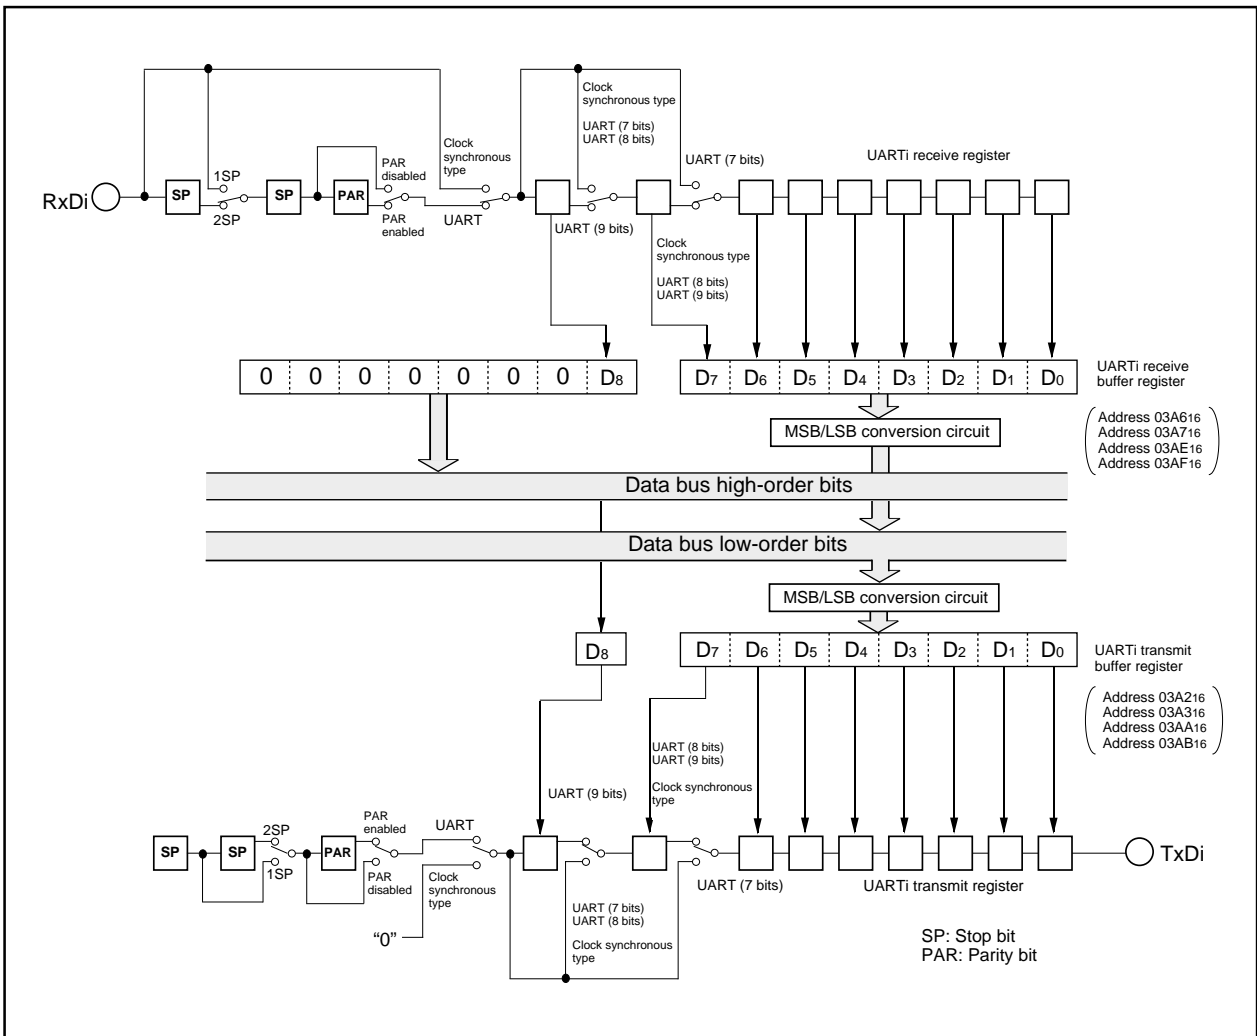 Clock
synchronous type
UART (7 bits)
UART (8 bits)
Clock
synchronous
type
PAR
disabled
UART (7 bits)
UARTi receive register
RxDi
SP
1SP
2SP
SP
PAR
PAR
enabled
UART
UART (9 bits)
Clock
synchronous type
UART (8 bits)
UART (9 bits)
0 0 0 0 0 0 0 D8
D7 D6 D5 D4 D3 D2 D1 D0
UARTi receive
buffer register
MSB/LSB conversion circuit
Address 03A616
Address 03A716
Address 03AE16
Address 03AF16
Data bus high-order bits
Data bus low-order bits
MSB/LSB conversion circuit
D8
D7 D6 D5 D4 D3 D2 D1 D0
UARTi transmit
buffer register
Address 03A216
Address 03A316
Address 03AA16
Address 03AB16
UART (8 bits)
UART (9 bits)
Clock synchronous
type
UART (9 bits)
SP
SP
2SP
1SP
PAR
PAR
enabled
PAR
disabled
UART
Clock
synchronous
type
“0”
UART (7 bits)
UART (8 bits)
Clock synchronous
type
UART (7 bits)
UARTi transmit register
TxDi
SP: Stop bit
PAR: Parity bit